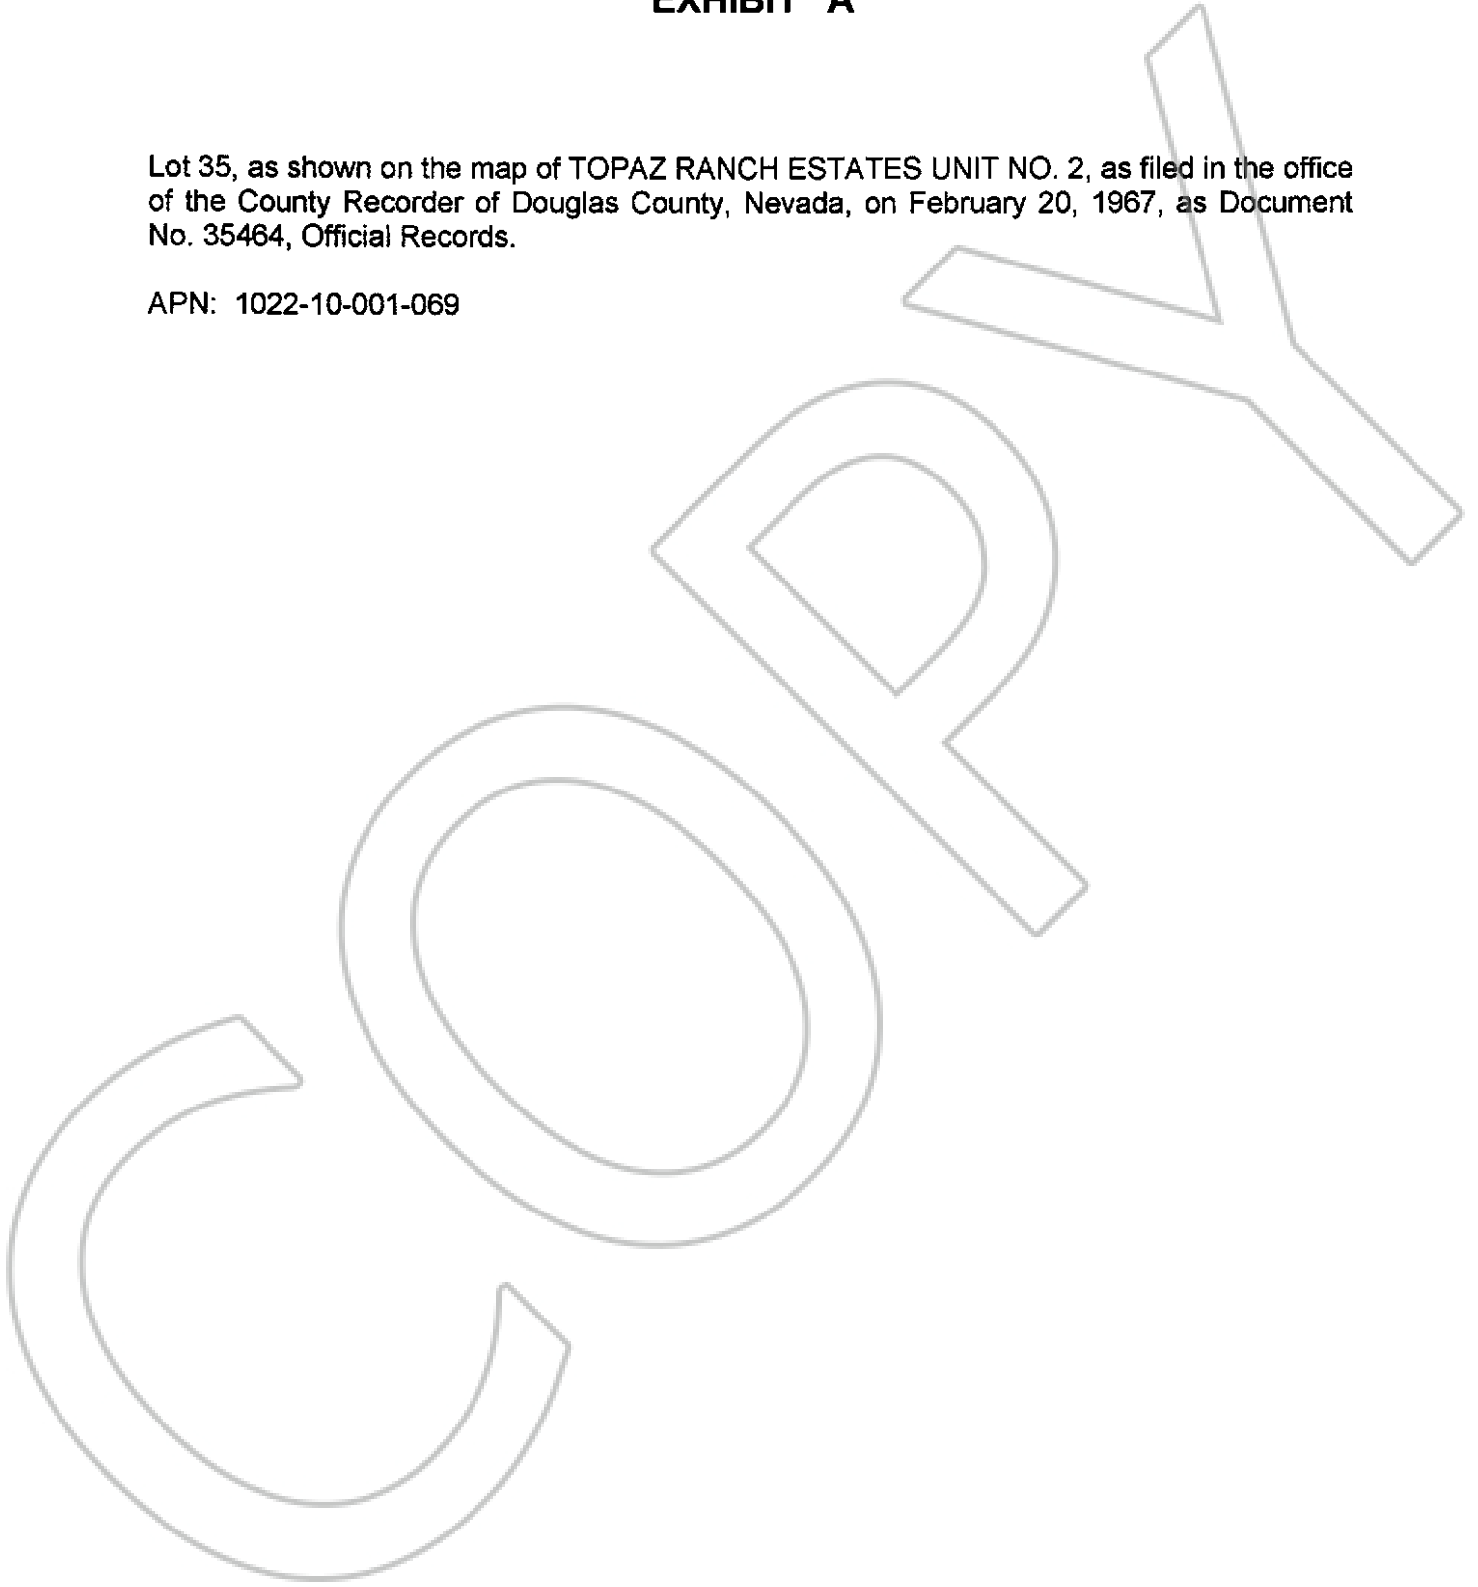 EXHIBIT "A"
Lot 35, as shown on the map of TOPAZ RANCH ESTATES UNIT NO. 2, as filed in the office
of the County Recorder of Douglas County, Nevada, on February 20, 1967, as Document
No. 35464, Official Records.
APN: 1022-10-001-069
COPY